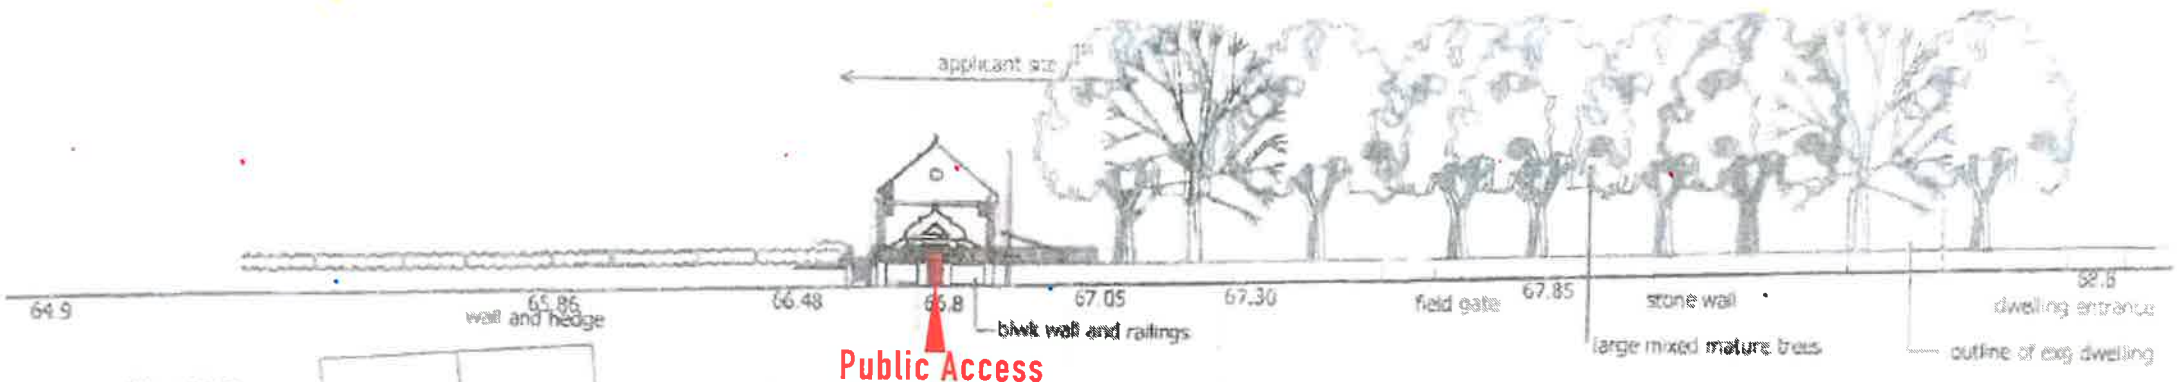 applicant site
64.9
65.86
66.48
66.8
67.05
67.30
67.85
68.6
wall and hedge
field gate
stone wall
dwelling entrance
blwk wall and railings
large mixed mature trees
outline of exg dwelling
Public Access